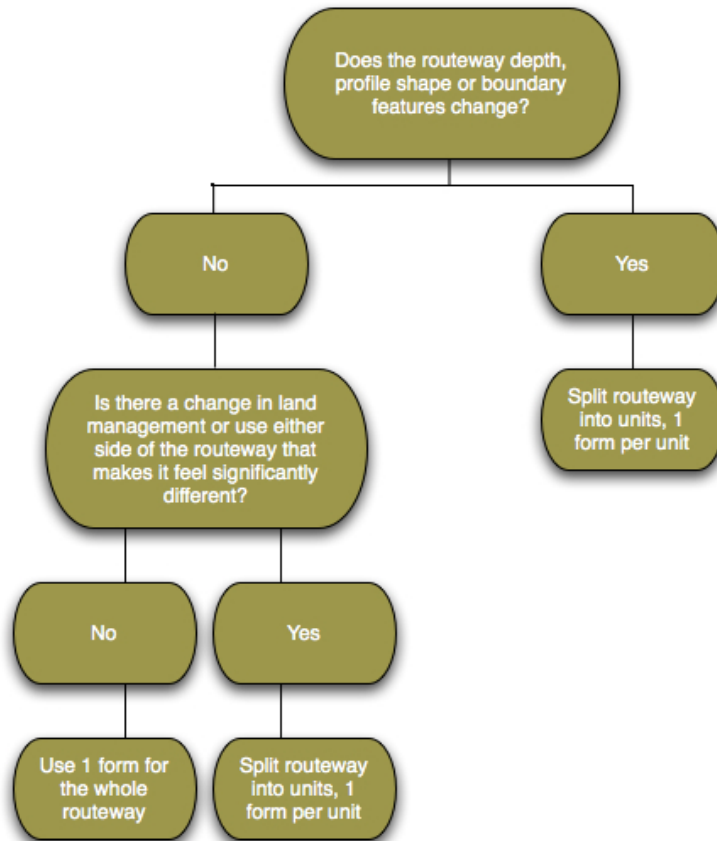 Does the routeway depth,
profile shape or boundary
features change?
No
Yes
Is there a change in land
management or use either
side of the routeway that
makes it feel significantly
different?
Split routeway
into units, 1
form per unit
No
Yes
Use 1 form for
the whole
routeway
Split routeway
into units, 1
form per unit